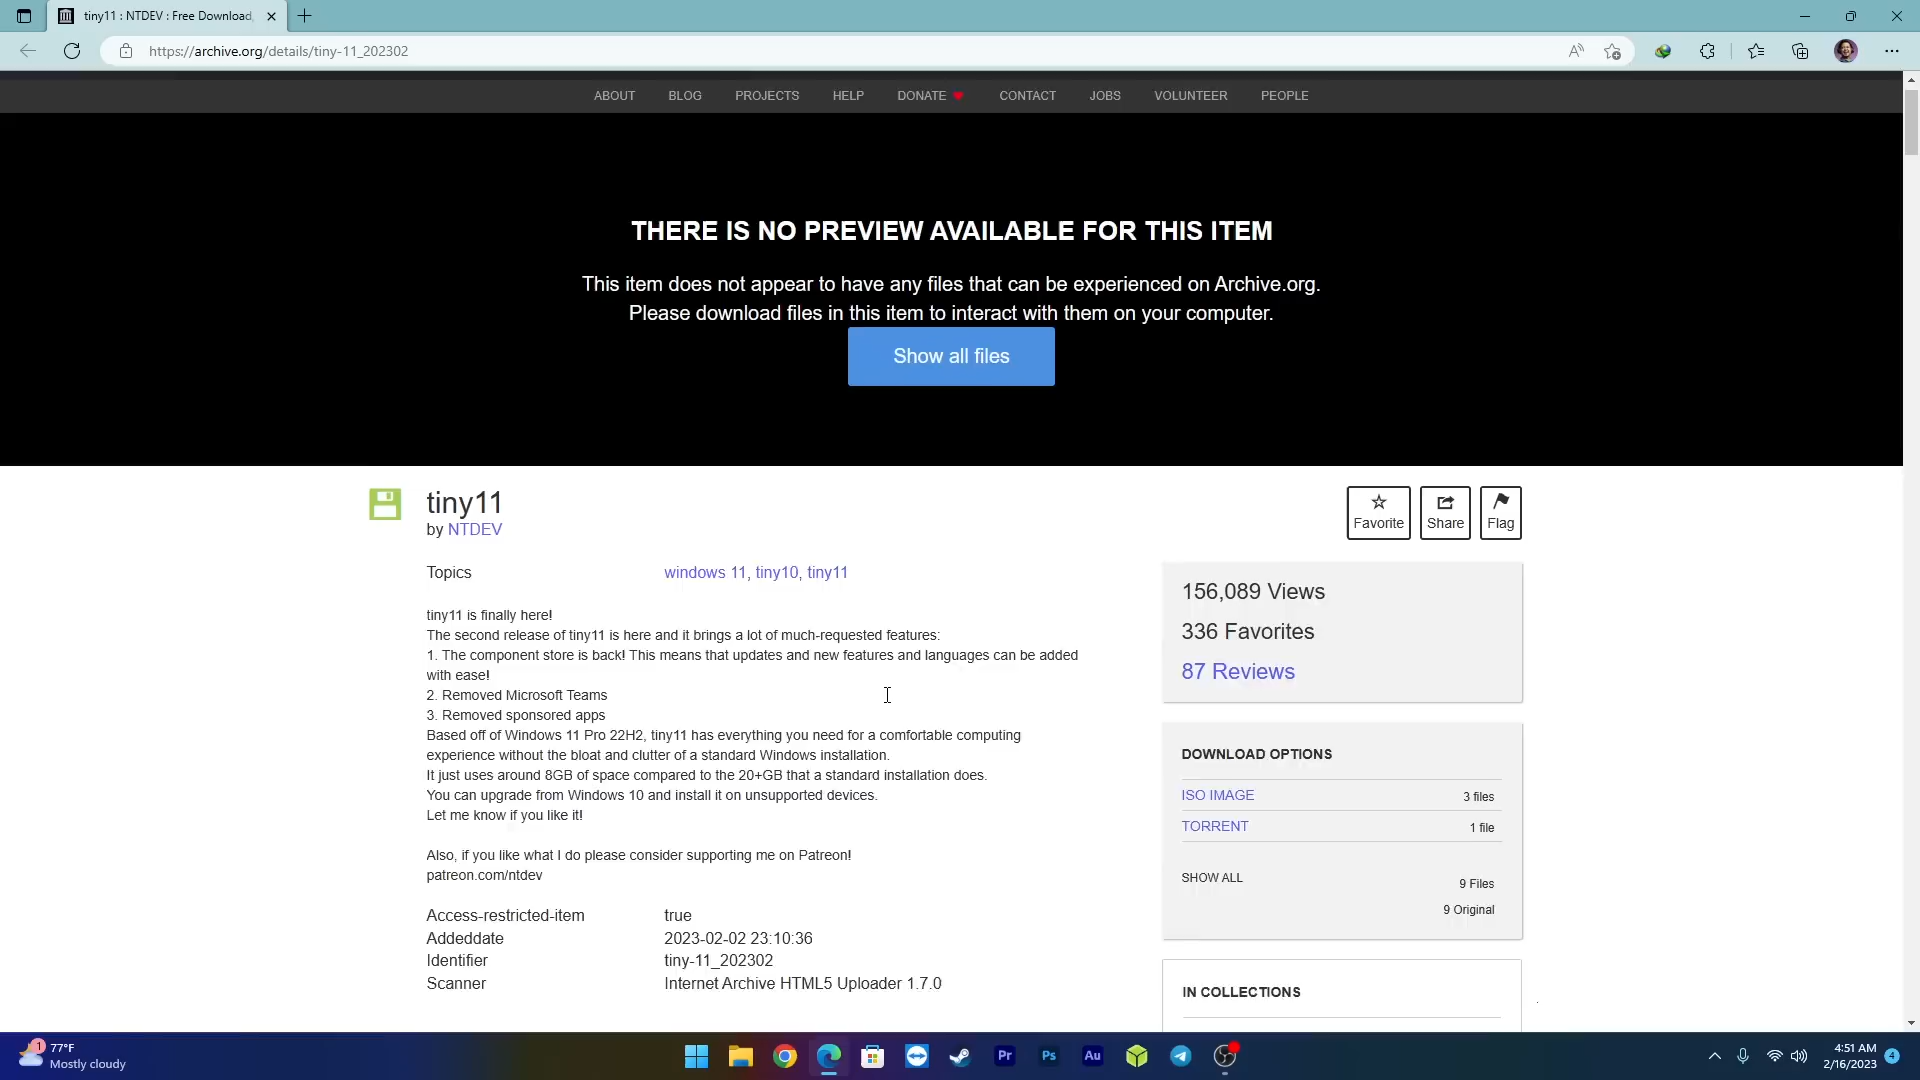 tiny11 : NTDEV : Free Download,
https://archive.org/details/tiny-11_202302
ABOUT BLOG PROJECTS HELP DONATE CONTACT JOBS VOLUNTEER PEOPLE
THERE IS NO PREVIEW AVAILABLE FOR THIS ITEM
This item does not appear to have any files that can be experienced on Archive.org.
Please download files in this item to interact with them on your computer.
Show all files
tiny11
by NTDEV
Favorite Share Flag
Topics windows 11, tiny10, tiny11
tiny11 is finally here!
The second release of tiny11 is here and it brings a lot of much-requested features:
1. The component store is back! This means that updates and new features and languages can be added
with ease!
2. Removed Microsoft Teams
3. Removed sponsored apps
Based off of Windows 11 Pro 22H2, tiny11 has everything you need for a comfortable computing
experience without the bloat and clutter of a standard Windows installation.
It just uses around 8GB of space compared to the 20+GB that a standard installation does.
You can upgrade from Windows 10 and install it on unsupported devices.
Let me know if you like it!
Also, if you like what I do please consider supporting me on Patreon!
patreon.com/ntdev
Access-restricted-item true
Addeddate 2023-02-02 23:10:36
Identifier tiny-11_202302
Scanner Internet Archive HTML5 Uploader 1.7.0
156,089 Views
336 Favorites
87 Reviews
DOWNLOAD OPTIONS
ISO IMAGE 3 files
TORRENT 1 file
SHOW ALL 9 Files
9 Original
IN COLLECTIONS
1
77°F
Mostly cloudy
Pr Ps Au
4:51 AM
2/16/2023
4